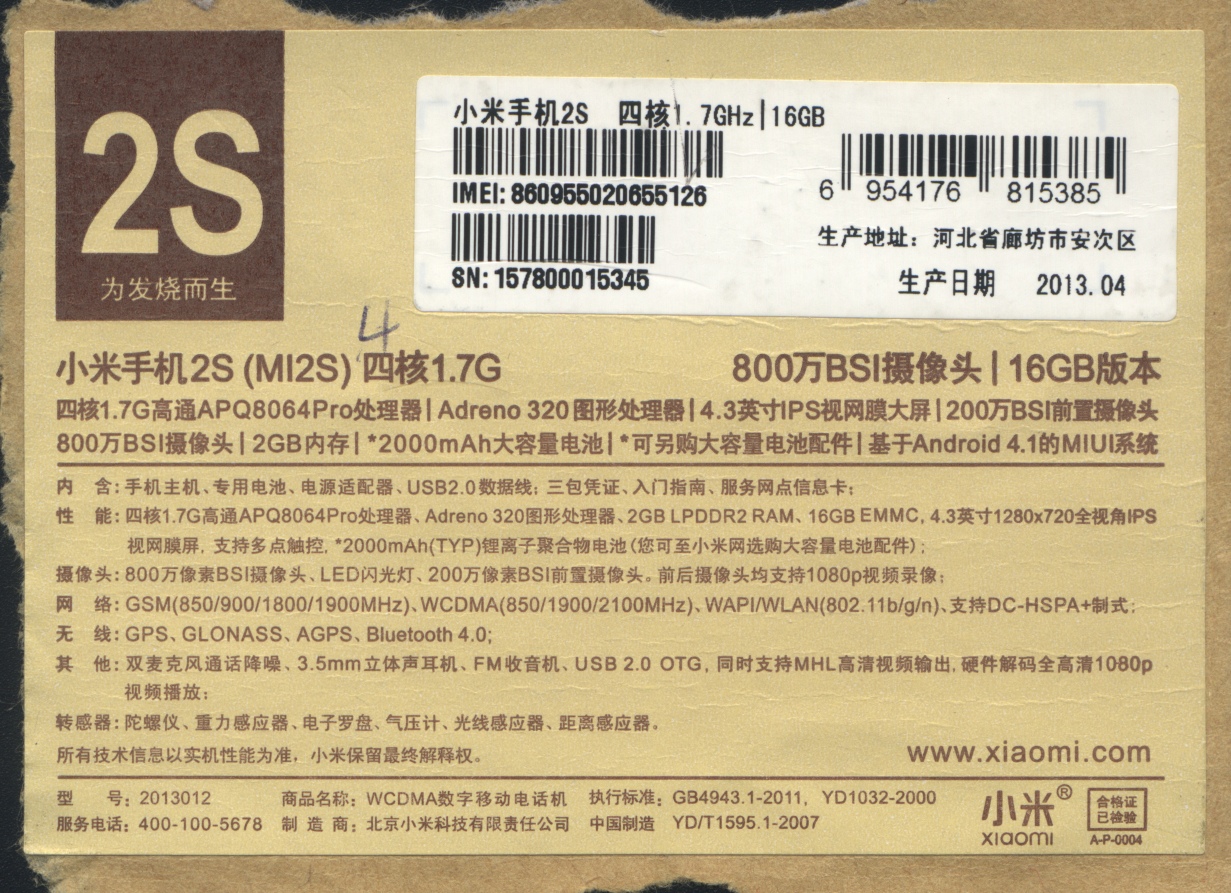 2S
为发烧而生
小米手机2S 四核1.7GHz|16GB
IMEI: 860955020655126
SN: 157800015345
6 954176 815385
生产地址: 河北省廊坊市安次区
生产日期 2013.04
4
小米手机2S (MI2S) 四核1.7G 800万BSI摄像头|16GB版本
四核1.7G高通APQ8064Pro处理器|Adreno 320图形处理器|4.3英寸IPS视网膜大屏|200万BSI前置摄像头
800万BSI摄像头|2GB内存|*2000mAh大容量电池|*可另购大容量电池配件|基于Android 4.1的MIUI系统
内 含: 手机主机、专用电池、电源适配器、USB2.0数据线; 三包凭证、入门指南、服务网点信息卡;
性 能: 四核1.7G高通APQ8064Pro处理器、Adreno 320图形处理器、2GB LPDDR2 RAM、16GB EMMC, 4.3英寸1280x720全视角IPS
视网膜屏, 支持多点触控, *2000mAh(TYP)锂离子聚合物电池(您可至小米网选购大容量电池配件);
摄像头: 800万像素BSI摄像头、LED闪光灯、200万像素BSI前置摄像头。前后摄像头均支持1080p视频录像;
网 络: GSM(850/900/1800/1900MHz)、WCDMA(850/1900/2100MHz)、WAPI/WLAN(802.11b/g/n)、支持DC-HSPA+制式;
无 线: GPS、GLONASS、AGPS、Bluetooth 4.0;
其 他: 双麦克风通话降噪、3.5mm立体声耳机、FM收音机、USB 2.0 OTG, 同时支持MHL高清视频输出, 硬件解码全高清1080p
视频播放;
转感器: 陀螺仪、重力感应器、电子罗盘、气压计、光线感应器、距离感应器。
所有技术信息以实机性能为准, 小米保留最终解释权。 www.xiaomi.com
型 号: 2013012 商品名称: WCDMA数字移动电话机 执行标准: GB4943.1-2011, YD1032-2000
服务电话: 400-100-5678 制 造 商: 北京小米科技有限责任公司 中国制造 YD/T1595.1-2007
小米®
xiaomi
合格证
已检验
A-P-0004